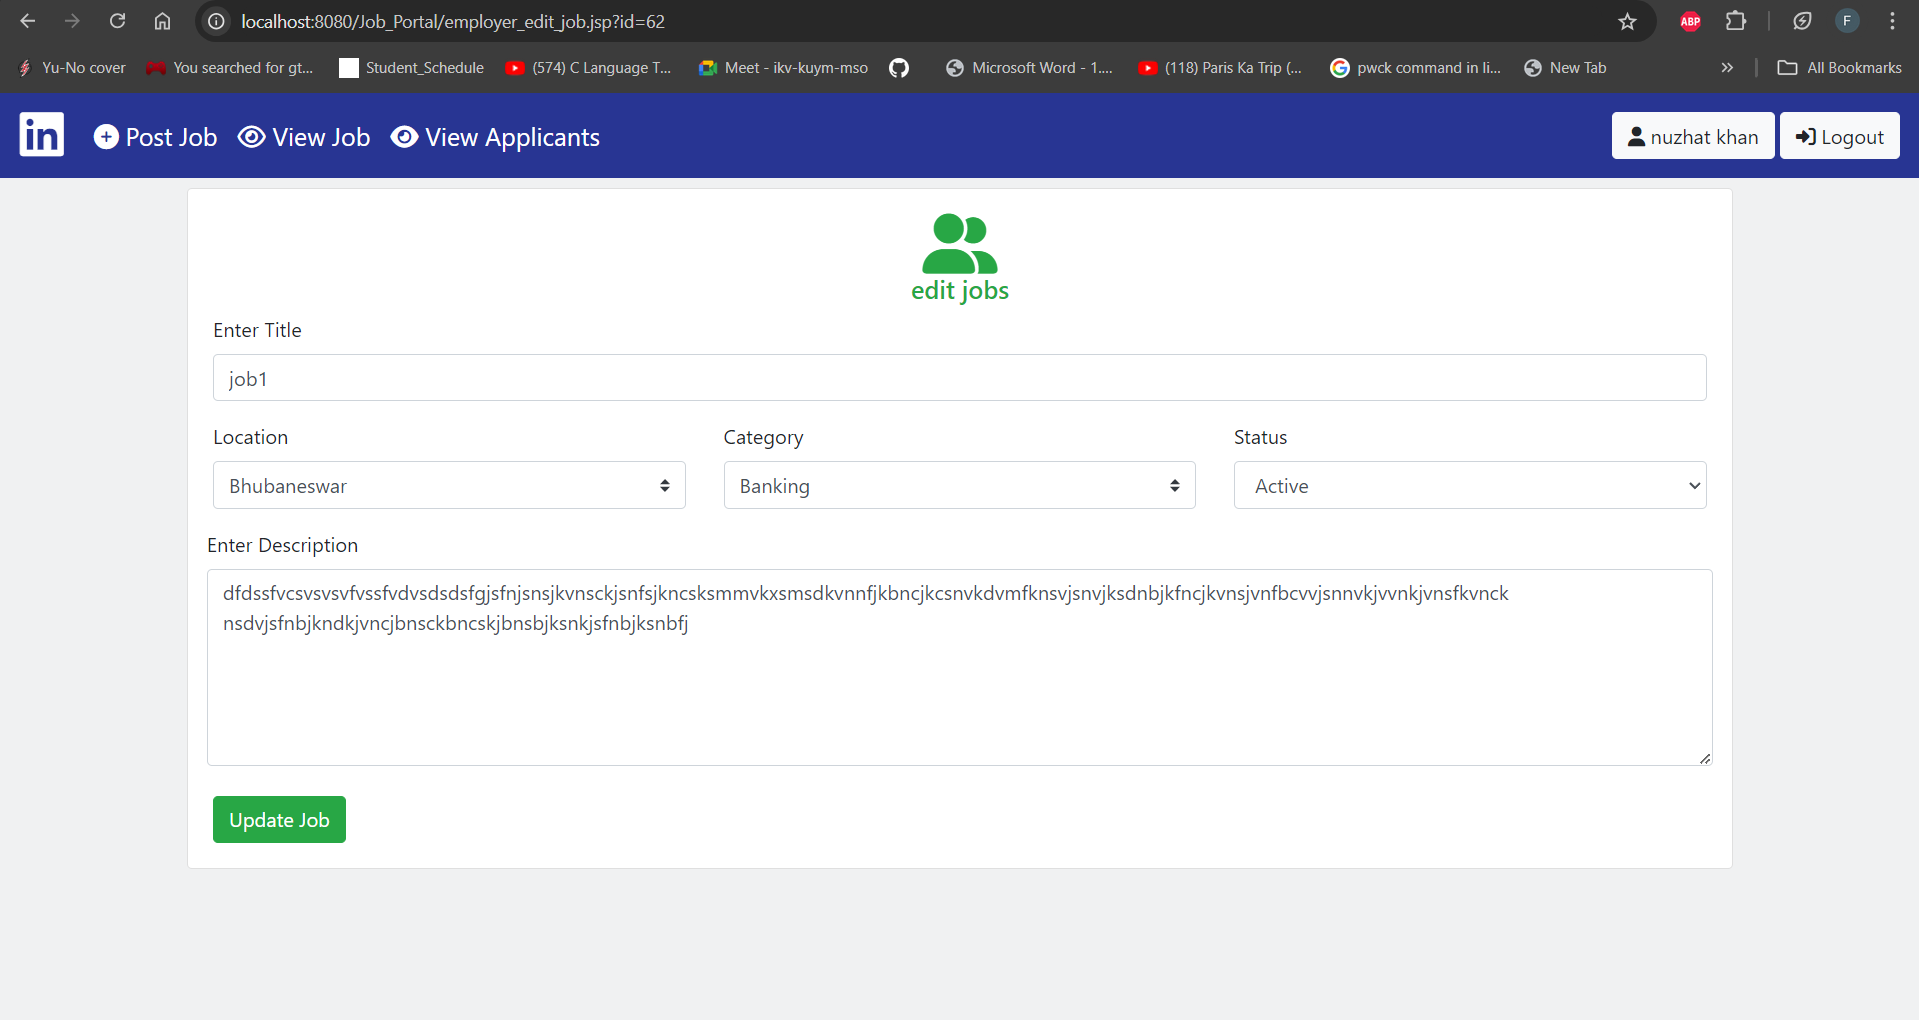 localhost:8080/Job_Portal/employer_edit_job.jsp?id=62
ABP
F
Yu-No cover
You searched for gt...
Student_Schedule
(574) C Language T...
Meet - ikv-kuym-mso
Microsoft Word - 1....
(118) Paris Ka Trip (...
pwck command in li...
New Tab
All Bookmarks
in
Post Job
View Job
View Applicants
nuzhat khan
Logout
edit jobs
Enter Title
job1
Location
Category
Status
Bhubaneswar
Banking
Active
Enter Description
dfdssfvcsvsvsvfvssfvdvsdsdsfgjsfnjsnsjkvnsckjsnfsjkncsksmmvkxsmsdkvnnfjkbncjkcsnvkdvmfknsvjsnvjksdnbjkfncjkvnsjvnfbcvvjsnnvkjvvnkjvnsfkvnck
nsdvjsfnbjkndkjvncjbnsckbncskjbnsbjksnkjsfnbjksnbfj
Update Job